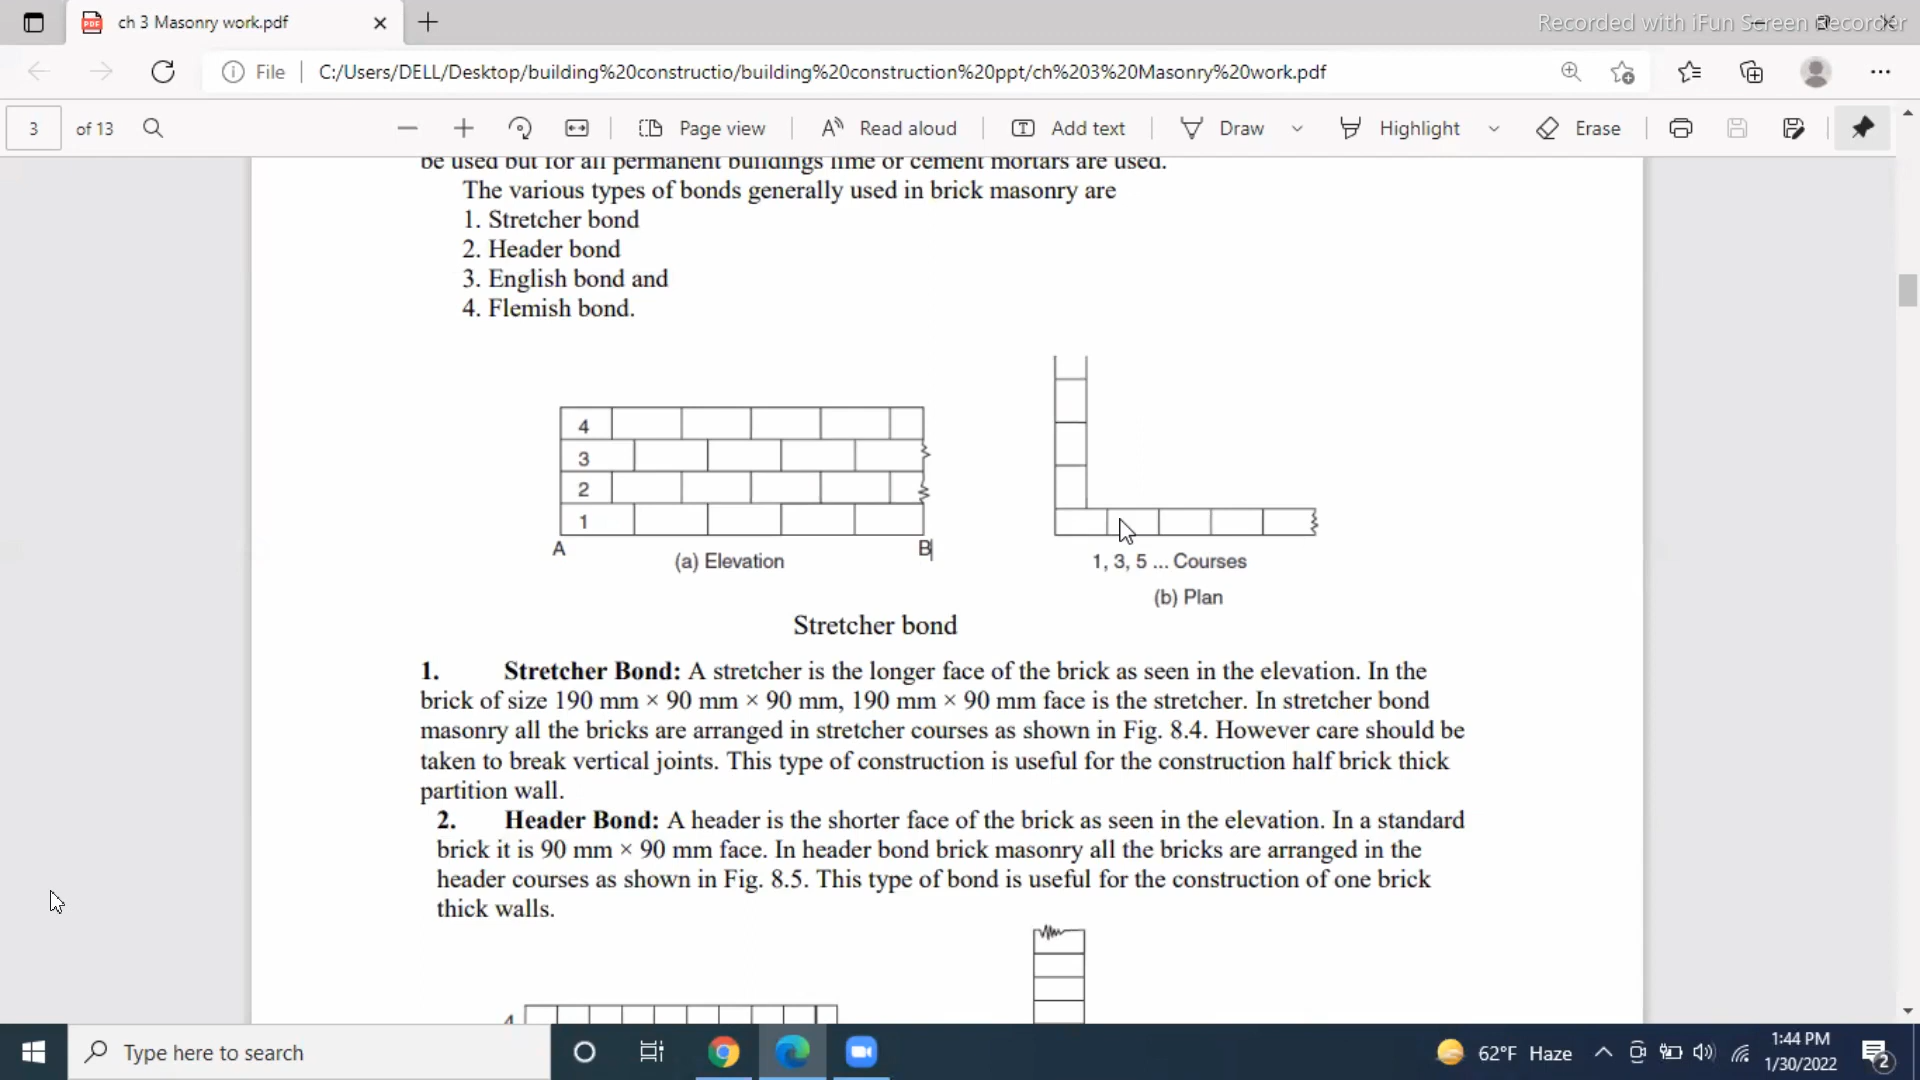 ch 3 Masonry work.pdf
Recorded with iFun Screen Recorder
File
C:/Users/DELL/Desktop/building%20constructio/building%20construction%20ppt/ch%203%20Masonry%20work.pdf
3 of 13
Page view
Read aloud
Add text
Draw
Highlight
Erase
be used but for all permanent buildings lime or cement mortars are used.
The various types of bonds generally used in brick masonry are
1. Stretcher bond
2. Header bond
3. English bond and
4. Flemish bond.
4
3
2
1
A
B
(a) Elevation
1, 3, 5 ... Courses
(b) Plan
Stretcher bond
1. Stretcher Bond: A stretcher is the longer face of the brick as seen in the elevation. In the
brick of size 190 mm × 90 mm × 90 mm, 190 mm × 90 mm face is the stretcher. In stretcher bond
masonry all the bricks are arranged in stretcher courses as shown in Fig. 8.4. However care should be
taken to break vertical joints. This type of construction is useful for the construction half brick thick
partition wall.
2. Header Bond: A header is the shorter face of the brick as seen in the elevation. In a standard
brick it is 90 mm × 90 mm face. In header bond brick masonry all the bricks are arranged in the
header courses as shown in Fig. 8.5. This type of bond is useful for the construction of one brick
thick walls.
4
Type here to search
62°F Haze
1:44 PM
1/30/2022
2